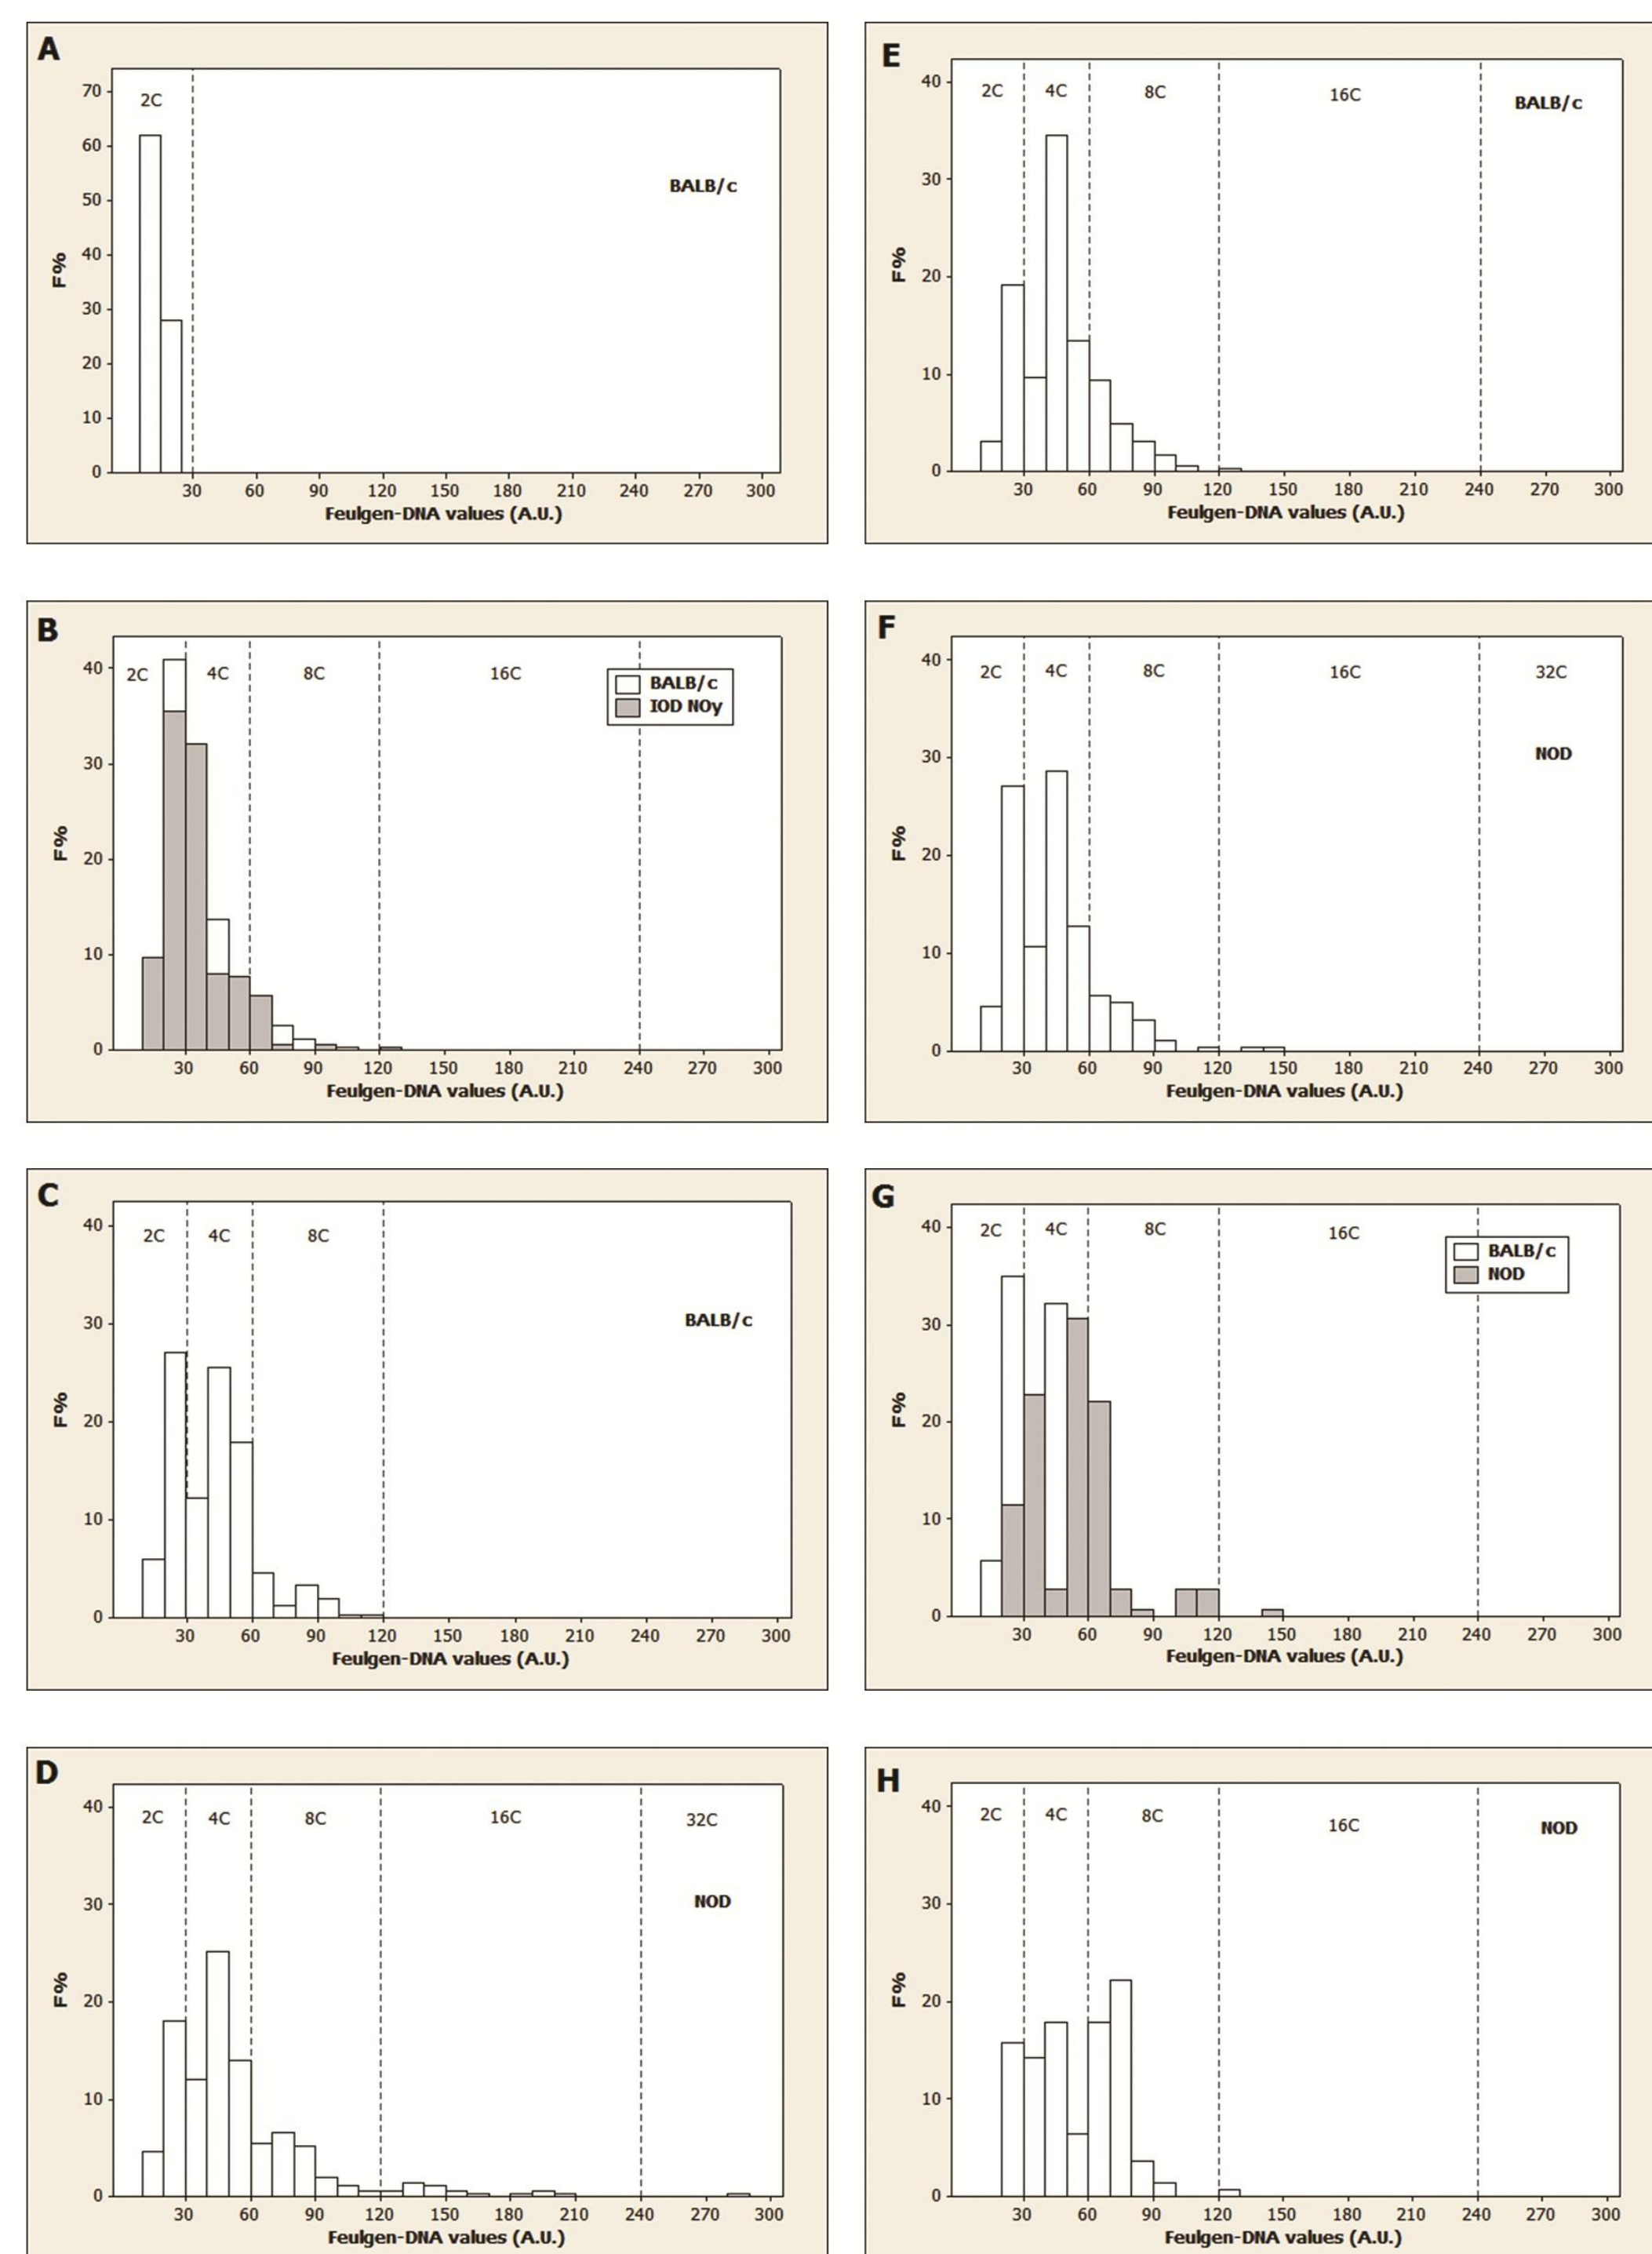 A
70
60
50
40
30
20
10
0
2C
BALB/c
F%
30 60 90 120 150 180 210 240 270 300
Feulgen-DNA values (A.U.)
E
40
30
20
10
0
2C 4C 8C 16C
BALB/c
F%
30 60 90 120 150 180 210 240 270 300
Feulgen-DNA values (A.U.)
B
40
30
20
10
0
2C 4C 8C 16C
BALB/c
IOD NOy
F%
30 60 90 120 150 180 210 240 270 300
Feulgen-DNA values (A.U.)
F
40
30
20
10
0
2C 4C 8C 16C 32C
NOD
F%
30 60 90 120 150 180 210 240 270 300
Feulgen-DNA values (A.U.)
C
40
30
20
10
0
2C 4C 8C
BALB/c
F%
30 60 90 120 150 180 210 240 270 300
Feulgen-DNA values (A.U.)
G
40
30
20
10
0
2C 4C 8C 16C
BALB/c
NOD
F%
30 60 90 120 150 180 210 240 270 300
Feulgen-DNA values (A.U.)
D
40
30
20
10
0
2C 4C 8C 16C 32C
NOD
F%
30 60 90 120 150 180 210 240 270 300
Feulgen-DNA values (A.U.)
H
40
30
20
10
0
2C 4C 8C 16C
NOD
F%
30 60 90 120 150 180 210 240 270 300
Feulgen-DNA values (A.U.)